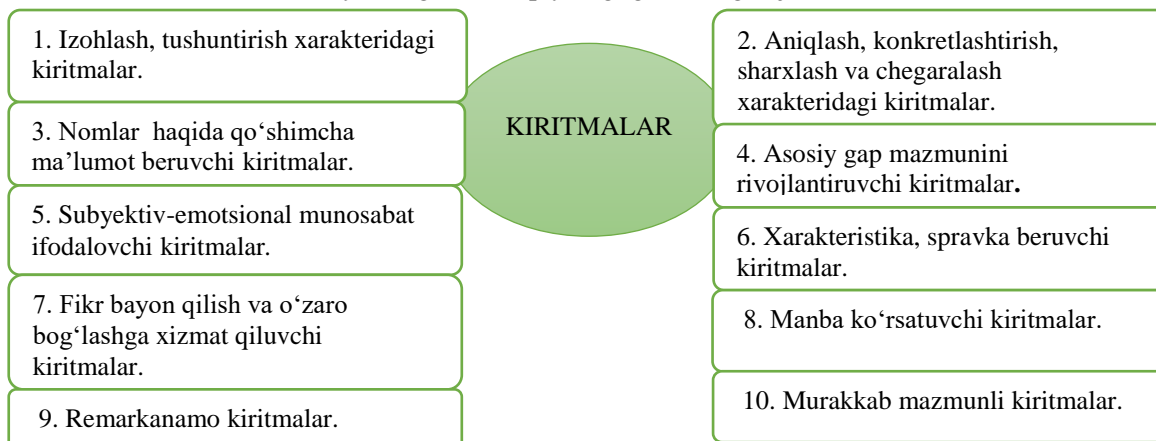 1. Izohlash, tushuntirish xarakteridagi
kiritmalar.
2. Aniqlash, konkretlashtirish,
sharxlash va chegaralash
xarakteridagi kiritmalar.
KIRITMALAR
3. Nomlar haqida qo‘shimcha
ma’lumot beruvchi kiritmalar.
4. Asosiy gap mazmunini
rivojlantiruvchi kiritmalar.
5. Subyektiv-emotsional munosabat
ifodalovchi kiritmalar.
6. Xarakteristika, spravka beruvchi
kiritmalar.
7. Fikr bayon qilish va o‘zaro
bog‘lashga xizmat qiluvchi
kiritmalar.
8. Manba ko‘rsatuvchi kiritmalar.
9. Remarkanamo kiritmalar.
10. Murakkab mazmunli kiritmalar.